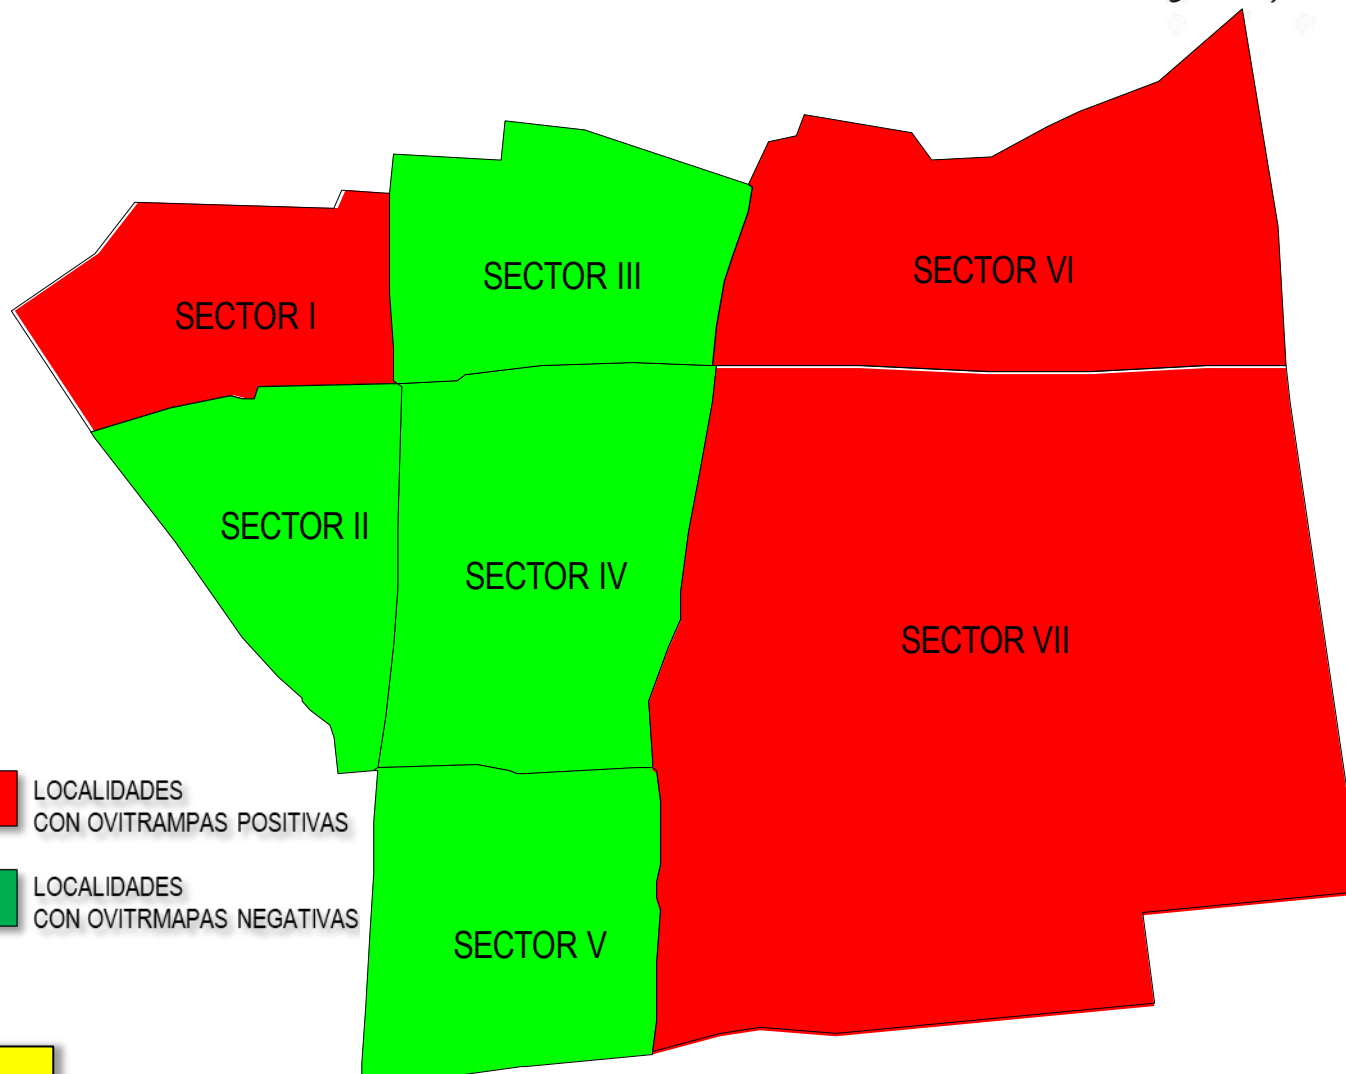 SECTOR III
SECTOR VI
SECTOR I
SECTOR II
SECTOR IV
SECTOR VII
LOCALIDADES
CON OVITRAMPAS POSITIVAS
LOCALIDADES
CON OVITRMAPAS NEGATIVAS
SECTOR V